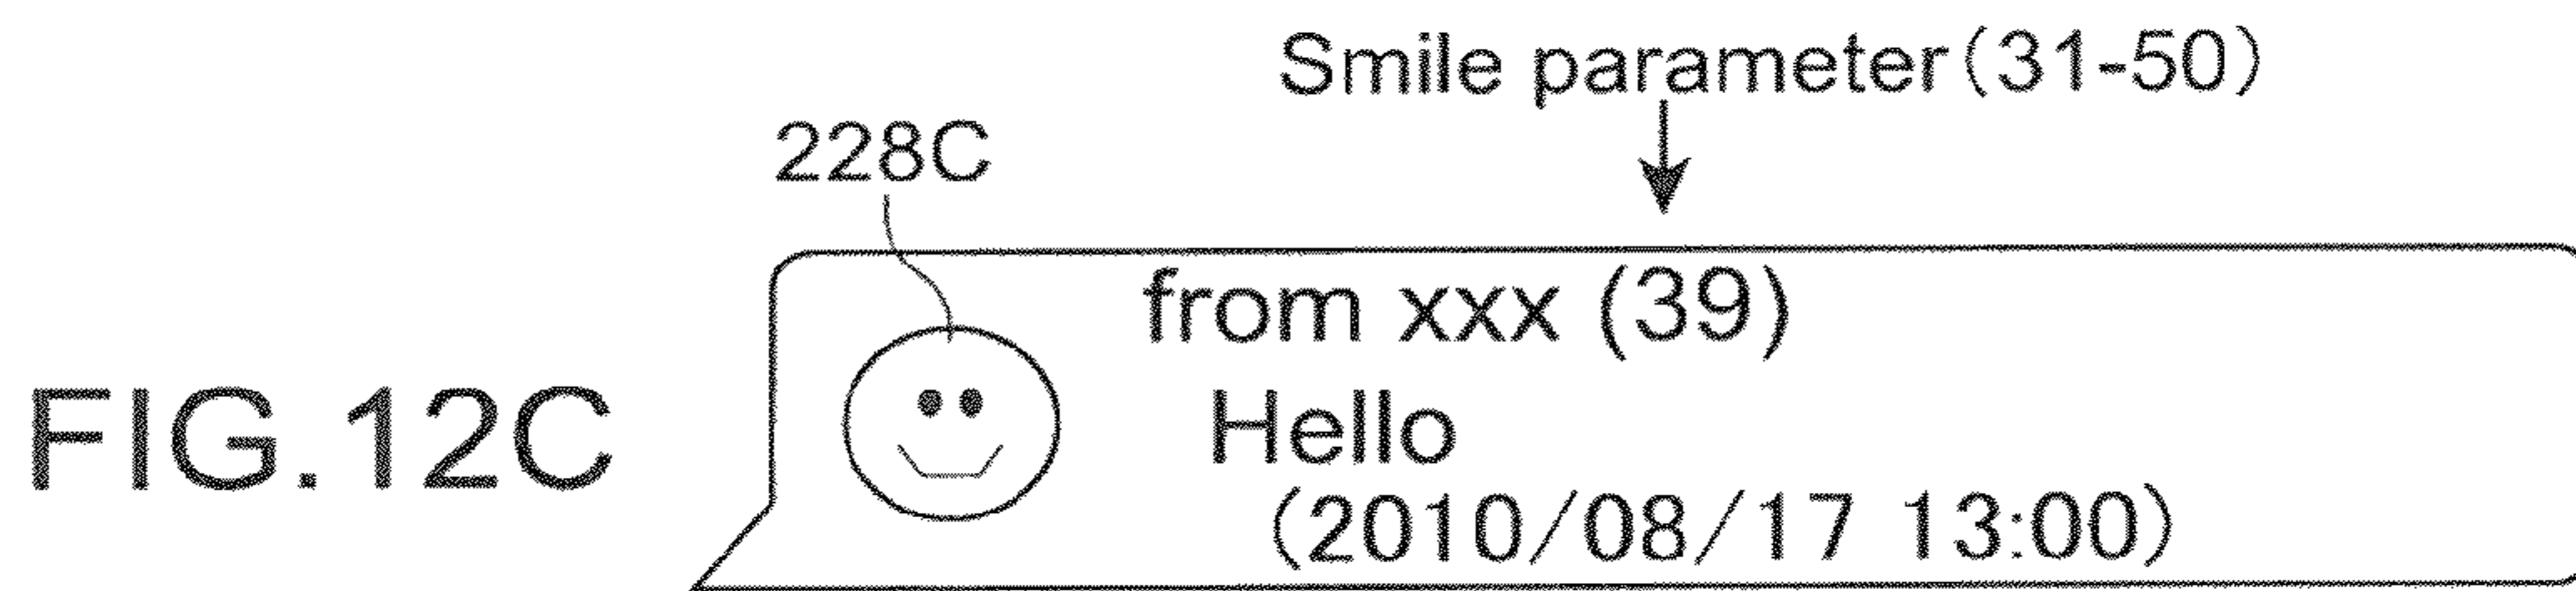 Smile parameter(31-50)
228C
from xxx (39)
FIG.12C
Hello
(2010/08/17 13:00)